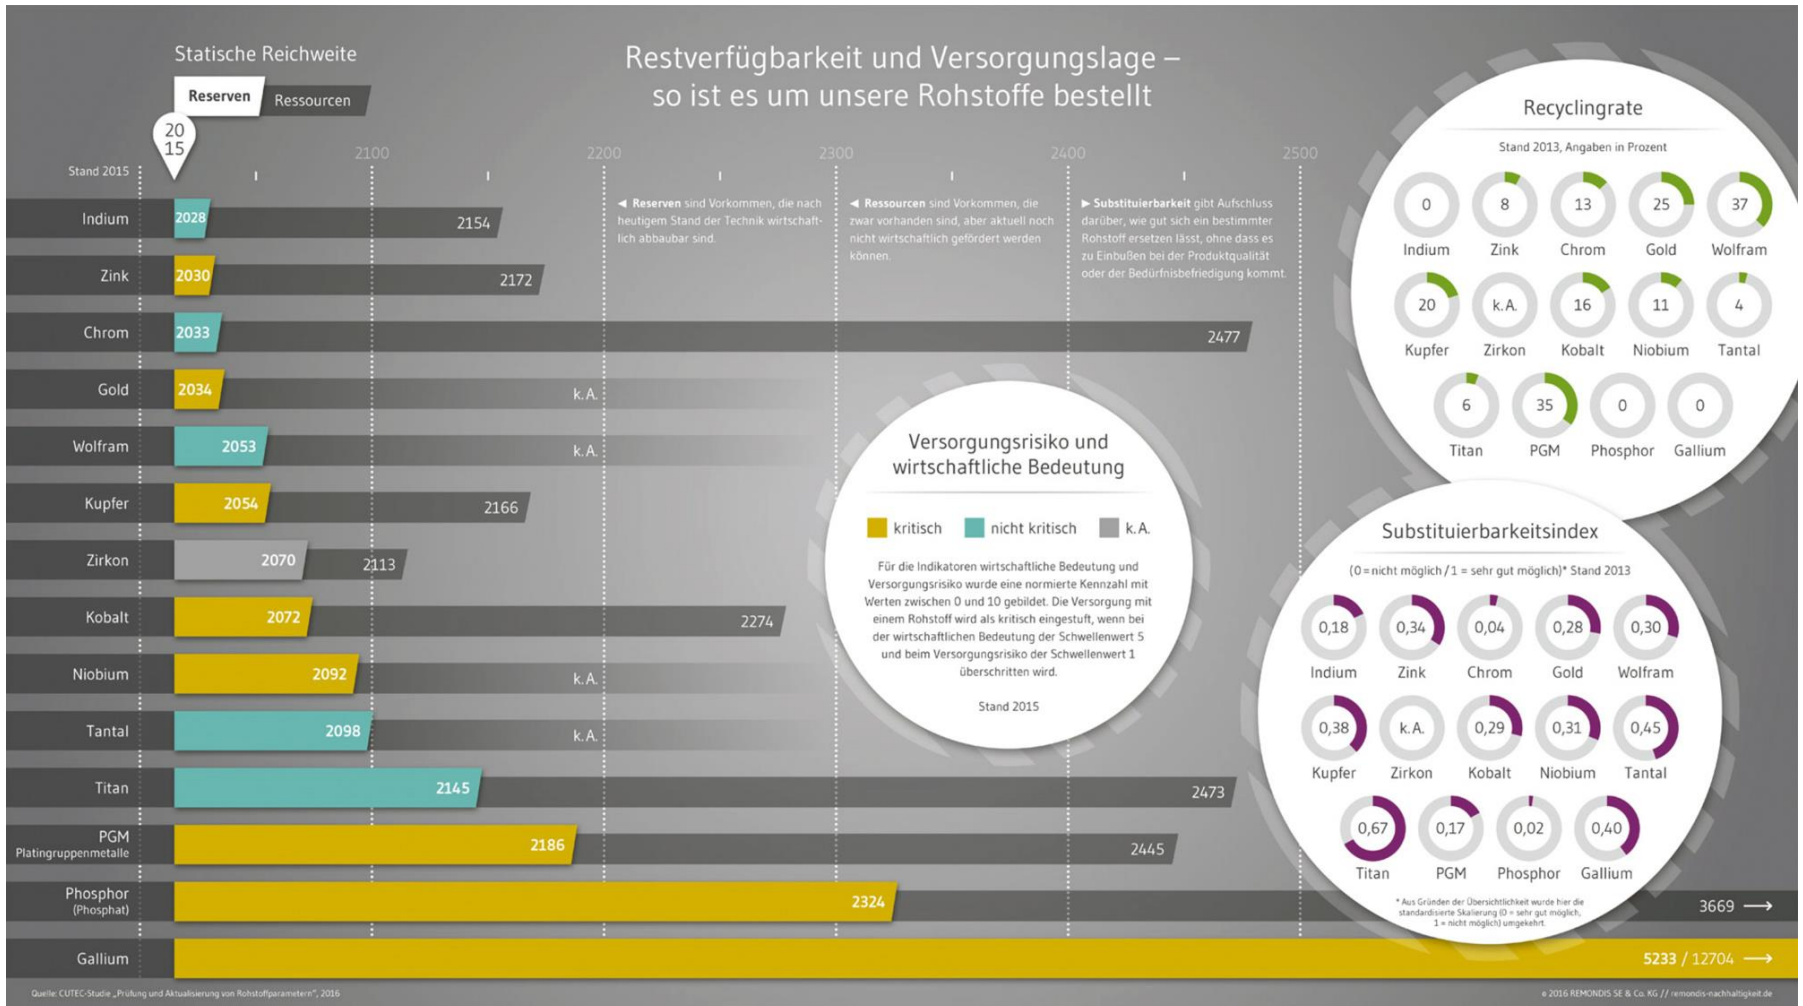 Statische Reichweite
Reserven
Ressourcen
Restverfügbarkeit und Versorgungslage –
so ist es um unsere Rohstoffe bestellt
20
15
Stand 2015
2100
2200
2300
2400
2500
◄ Reserven sind Vorkommen, die nach
heutigem Stand der Technik wirtschaft-
lich abbaubar sind.
◄ Ressourcen sind Vorkommen, die
zwar vorhanden sind, aber aktuell noch
nicht wirtschaftlich gefördert werden
können.
► Substituierbarkeit gibt Aufschluss
darüber, wie gut sich ein bestimmter
Rohstoff ersetzen lässt, ohne dass es
zu Einbußen bei der Produktqualität
oder der Bedürfnisbefriedigung kommt.
Indium 2028 2154
Zink 2030 2172
Chrom 2033 2477
Gold 2034 k.A.
Wolfram 2053 k.A.
Kupfer 2054 2166
Zirkon 2070 2113
Kobalt 2072 2274
Niobium 2092 k.A.
Tantal 2098 k.A.
Titan 2145 2473
PGM
Platingruppenmetalle
2186 2445
Phosphor
(Phosphat)
2324 3669 →
Gallium 5233 / 12704 →
Versorgungsrisiko und
wirtschaftliche Bedeutung
kritisch nicht kritisch k.A.
Für die Indikatoren wirtschaftliche Bedeutung und
Versorgungsrisiko wurde eine normierte Kennzahl mit
Werten zwischen 0 und 10 gebildet. Die Versorgung mit
einem Rohstoff wird als kritisch eingestuft, wenn bei
der wirtschaftlichen Bedeutung der Schwellenwert 5
und beim Versorgungsrisiko der Schwellenwert 1
überschritten wird.
Stand 2015
Recyclingrate
Stand 2013, Angaben in Prozent
0 8 13 25 37
Indium Zink Chrom Gold Wolfram
20 k.A. 16 11 4
Kupfer Zirkon Kobalt Niobium Tantal
6 35 0 0
Titan PGM Phosphor Gallium
Substituierbarkeitsindex
(0 = nicht möglich / 1 = sehr gut möglich)* Stand 2013
0,18 0,34 0,04 0,28 0,30
Indium Zink Chrom Gold Wolfram
0,38 k.A. 0,29 0,31 0,45
Kupfer Zirkon Kobalt Niobium Tantal
0,67 0,17 0,02 0,40
Titan PGM Phosphor Gallium
* Aus Gründen der Übersichtlichkeit wurde hier die
standardisierte Skalierung (0 = sehr gut möglich,
1 = nicht möglich) umgekehrt.
Quelle: CUTEC-Studie „Prüfung und Aktualisierung von Rohstoffparametern“, 2016
© 2016 REMONDIS SE & Co. KG // remondis-nachhaltigkeit.de